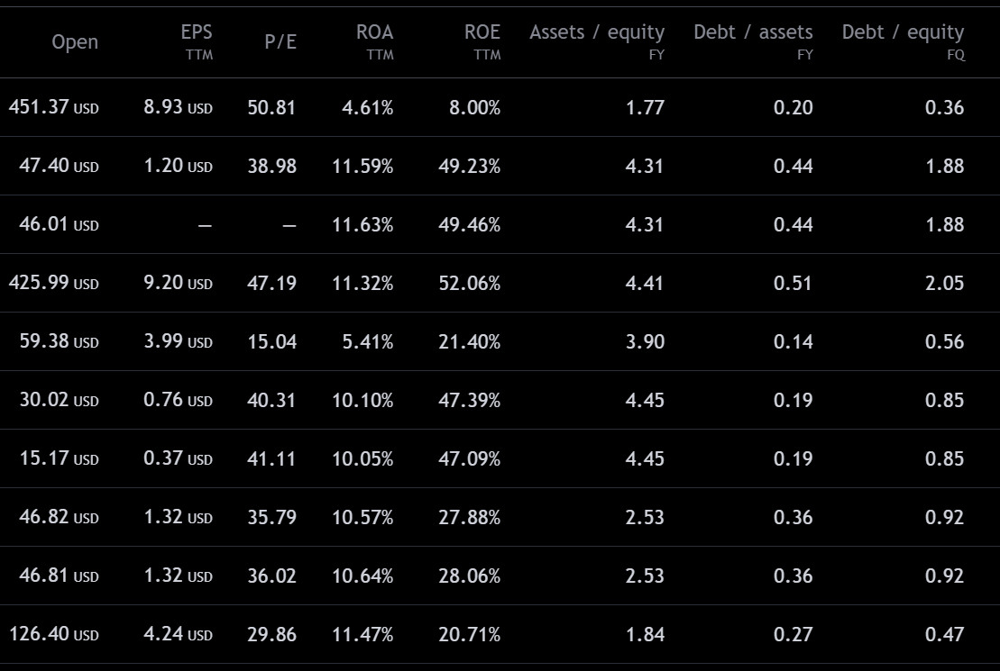 Open EPS TTM P/E ROA TTM ROE TTM Assets / equity FY Debt / assets FY Debt / equity FQ
451.37 USD 8.93 USD 50.81 4.61% 8.00% 1.77 0.20 0.36
47.40 USD 1.20 USD 38.98 11.59% 49.23% 4.31 0.44 1.88
46.01 USD — — 11.63% 49.46% 4.31 0.44 1.88
425.99 USD 9.20 USD 47.19 11.32% 52.06% 4.41 0.51 2.05
59.38 USD 3.99 USD 15.04 5.41% 21.40% 3.90 0.14 0.56
30.02 USD 0.76 USD 40.31 10.10% 47.39% 4.45 0.19 0.85
15.17 USD 0.37 USD 41.11 10.05% 47.09% 4.45 0.19 0.85
46.82 USD 1.32 USD 35.79 10.57% 27.88% 2.53 0.36 0.92
46.81 USD 1.32 USD 36.02 10.64% 28.06% 2.53 0.36 0.92
126.40 USD 4.24 USD 29.86 11.47% 20.71% 1.84 0.27 0.47